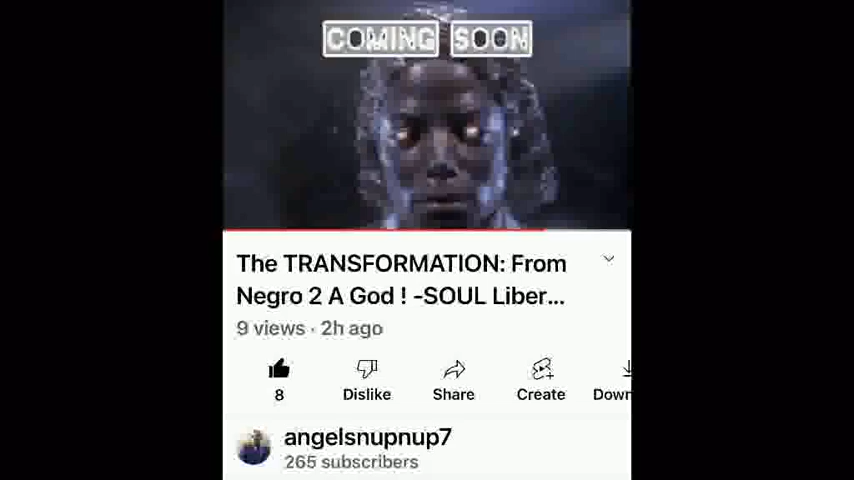 COMING SOON
The TRANSFORMATION: From
Negro 2 A God ! -SOUL Liber...
9 views · 2h ago
8 Dislike Share Create Down
angelsnupnup7
265 subscribers